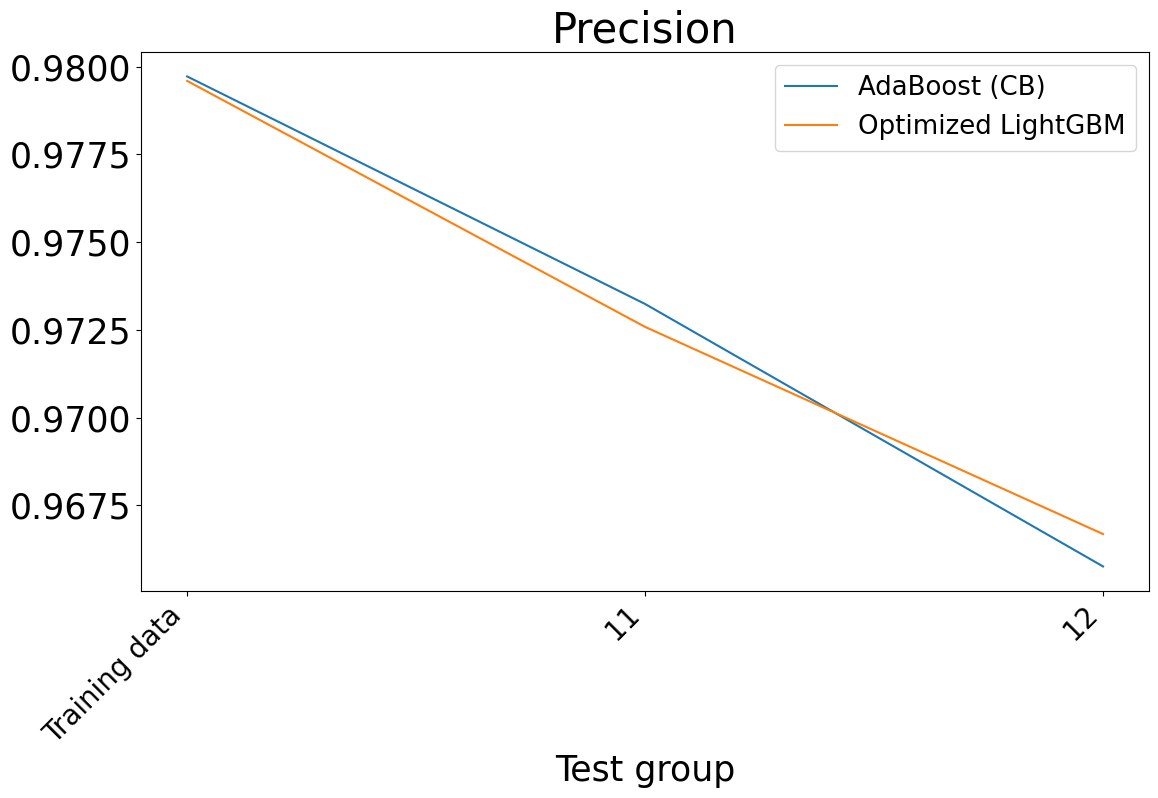 Precision
0.9800
0.9775
0.9750
0.9725
0.9700
0.9675
AdaBoost (CB)
Optimized LightGBM
Training data
11
12
Test group